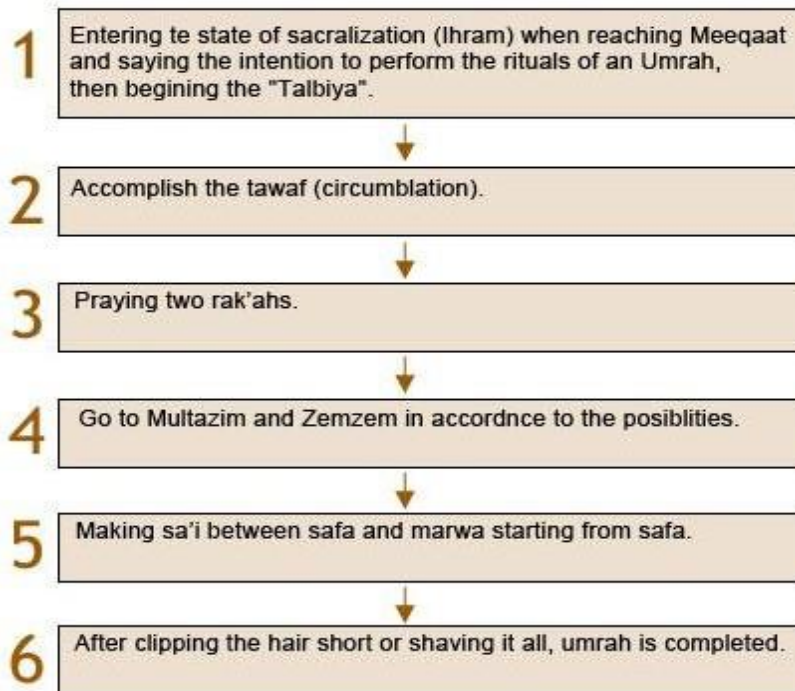 1
Entering te state of sacralization (Ihram) when reaching Meeqaat
and saying the intention to perform the rituals of an Umrah,
then begining the "Talbiya".
2
Accomplish the tawaf (circumblation).
3
Praying two rak'ahs.
4
Go to Multazim and Zemzem in accordnce to the posiblities.
5
Making sa'i between safa and marwa starting from safa.
6
After clipping the hair short or shaving it all, umrah is completed.